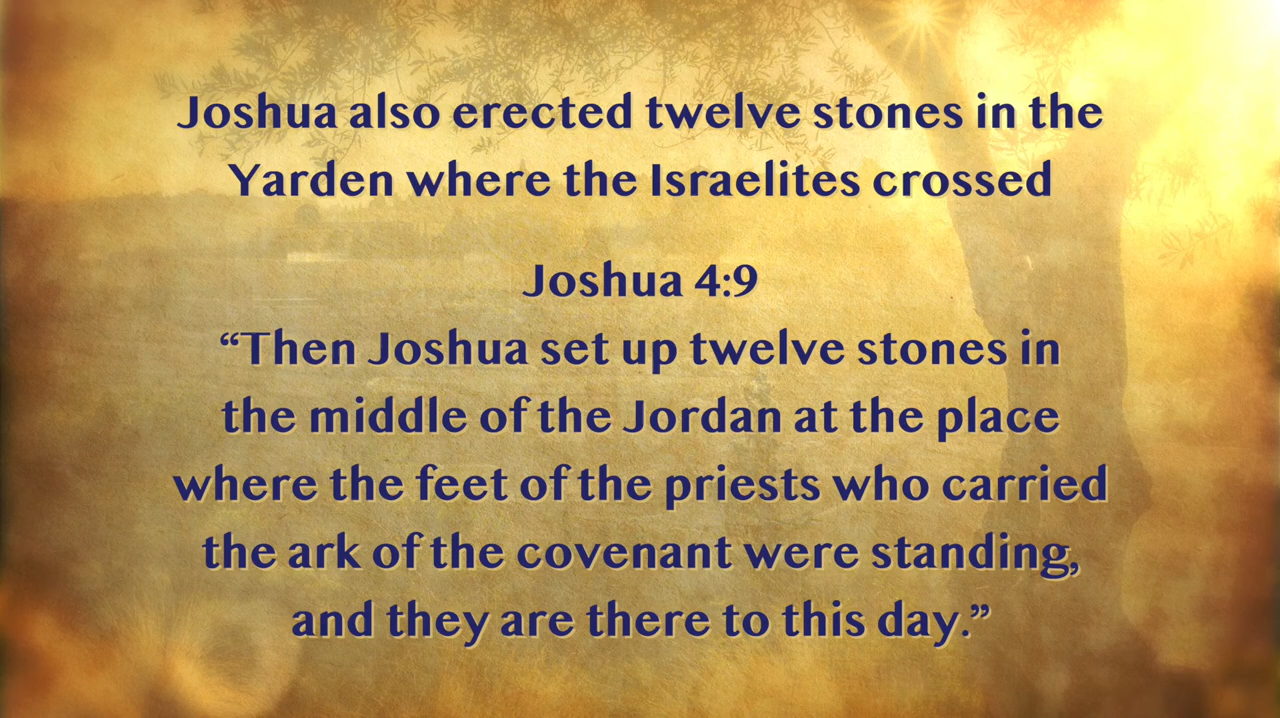 Joshua also erected twelve stones in the
Yarden where the Israelites crossed
Joshua 4:9
“Then Joshua set up twelve stones in
the middle of the Jordan at the place
where the feet of the priests who carried
the ark of the covenant were standing,
and they are there to this day.”